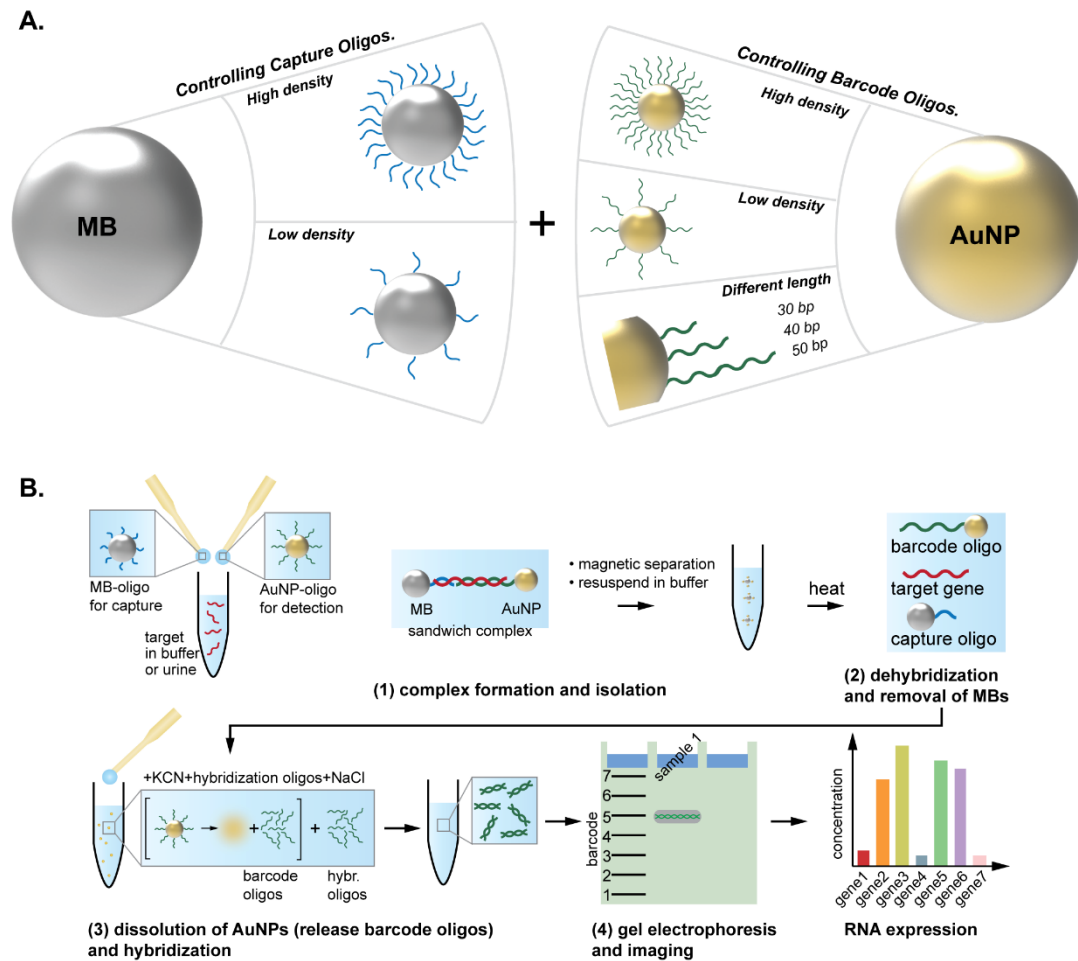 A.
Controlling Capture Oligos.
High density
MB
Low density
+
Controlling Barcode Oligos.
High density
Low density
AuNP
Different length
30 bp
40 bp
50 bp
B.
MB-oligo
for capture
AuNP-oligo
for detection
target
in buffer
or urine
MB
AuNP
sandwich complex
• magnetic separation
• resuspend in buffer
heat
barcode oligo
target gene
capture oligo
(1) complex formation and isolation
(2) dehybridization
and removal of MBs
+KCN+hybridization oligos+NaCl
+
+
barcode
oligos
hybr.
oligos
(3) dissolution of AuNPs (release barcode oligos)
and hybridization
sample 1
barcode
7
6
5
4
3
2
1
(4) gel electrophoresis
and imaging
concentration
gene1
gene2
gene3
gene4
gene5
gene6
gene7
RNA expression